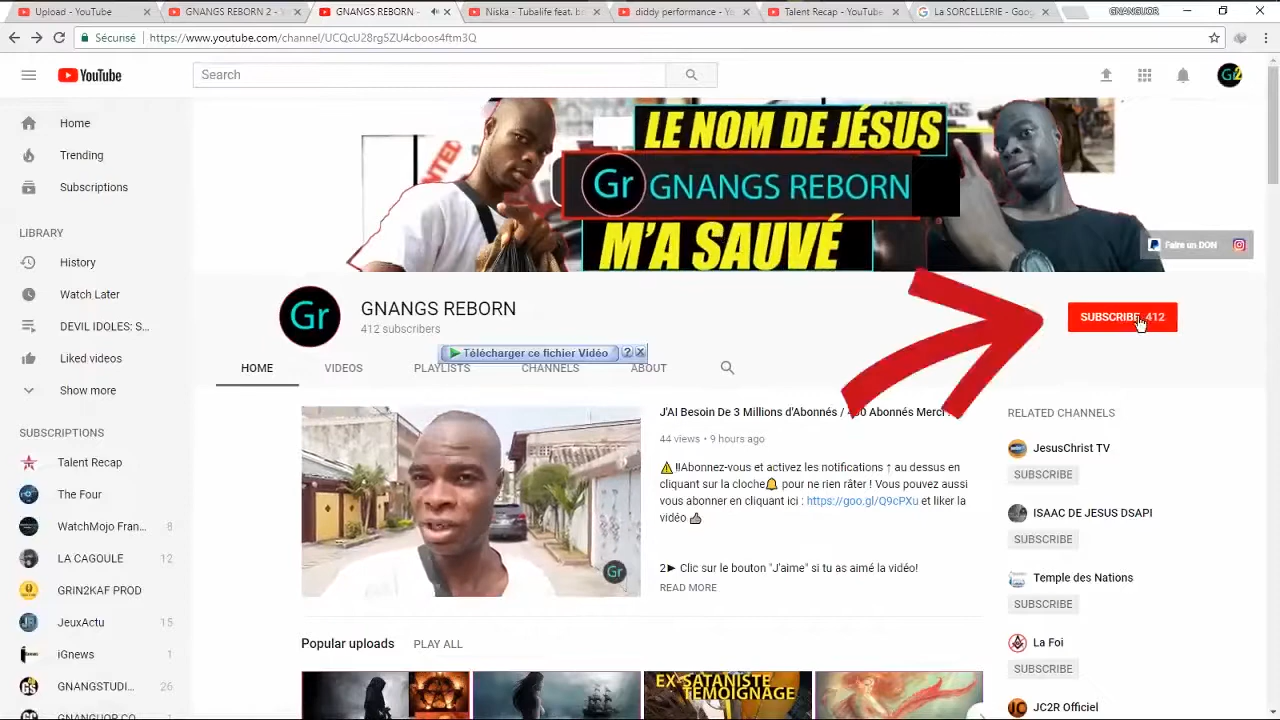 Upload - YouTube
GNANGS REBORN 2 -
GNANGS REBORN -
Niska - Tubalife feat. b
diddy performance - Yo
Talent Recap - YouTube
La SORCELLERIE - Goo
GNANGUOR
Sécurisé
https://www.youtube.com/channel/UCQcU28rgSZU4cboos4ftm3Q
YouTube
Search
Gr2
Home
Trending
Subscriptions
LIBRARY
History
Watch Later
DEVIL IDOLES: S...
Liked videos
Show more
SUBSCRIPTIONS
Talent Recap
The Four
WatchMojo Fran... 8
LA CAGOULE 12
GRIN2KAF PROD
JeuxActu 15
iGnews 1
GNANGSTUDI... 26
GNANGUOR CO
LE NOM DE JÉSUS
Gr GNANGS REBORN
M'A SAUVÉ
Faire un DON
Gr
GNANGS REBORN
412 subscribers
SUBSCRIBE 412
Télécharger ce fichier Vidéo ?
HOME
VIDEOS
PLAYLISTS
CHANNELS
ABOUT
Gr
J'AI Besoin De 3 Millions d'Abonnés / Abonnés Merci
44 views • 9 hours ago
⚠️‼Abonnez-vous et activez les notifications ↑ au dessus en
cliquant sur la cloche🔔 pour ne rien râter ! Vous pouvez aussi
vous abonner en cliquant ici : https://goo.gl/Q9cPXu et liker la
vidéo 👍
2► Clic sur le bouton "J'aime" si tu as aimé la vidéo!
READ MORE
Popular uploads
PLAY ALL
EX-SATANISTE
TEMOIGNAGE
RELATED CHANNELS
JesusChrist TV
SUBSCRIBE
ISAAC DE JESUS DSAPI
SUBSCRIBE
Temple des Nations
SUBSCRIBE
La Foi
SUBSCRIBE
JC2R Officiel